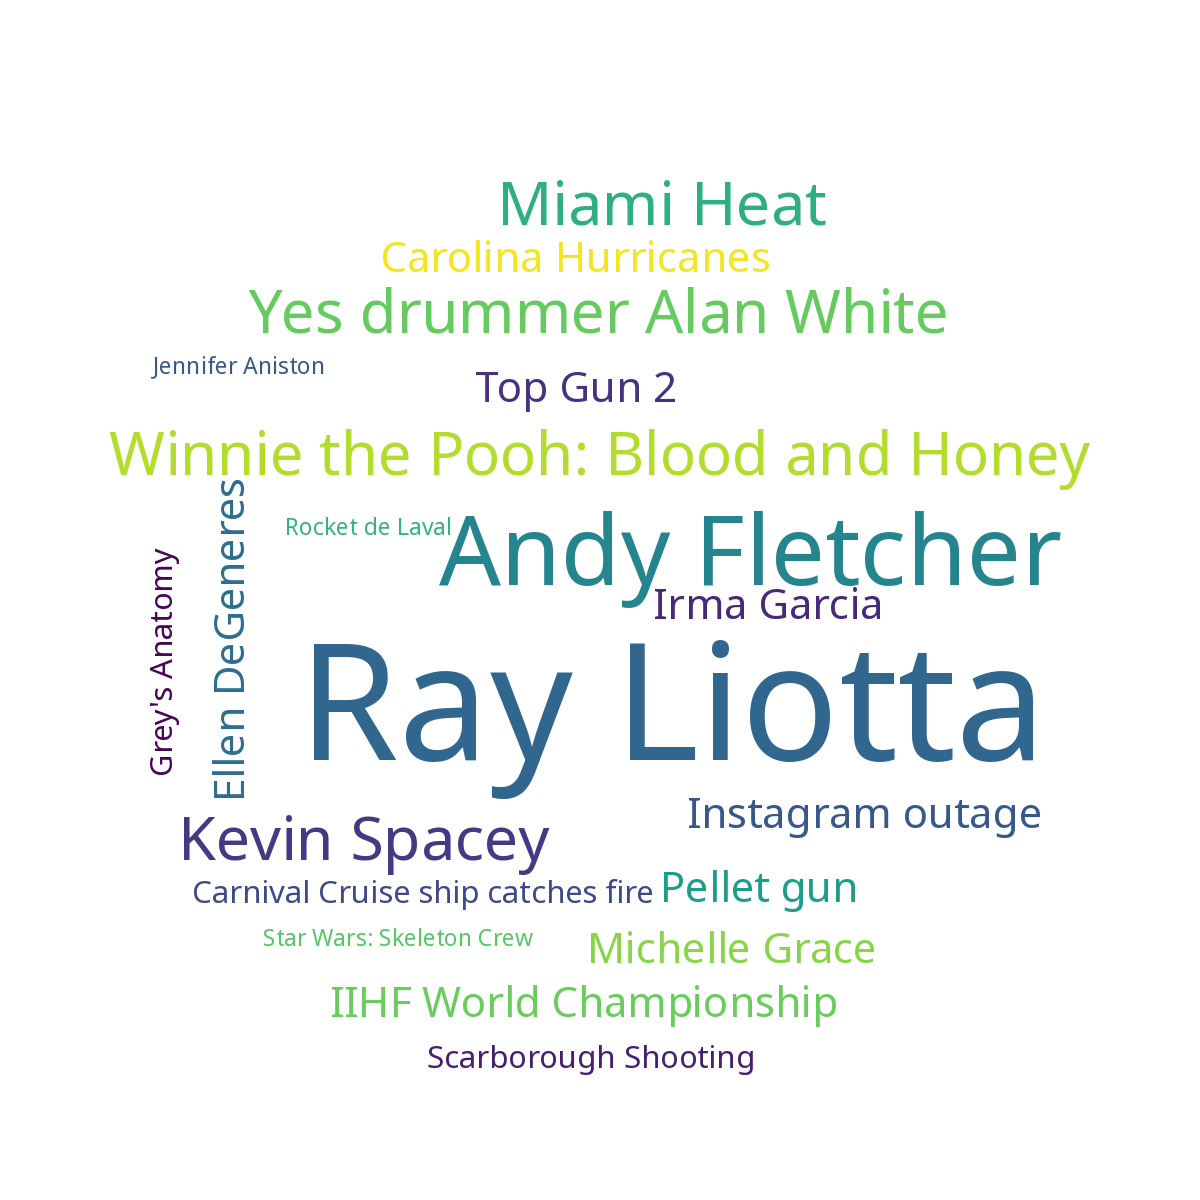 Miami Heat
Carolina Hurricanes
Yes drummer Alan White
Jennifer Aniston
Top Gun 2
Winnie the Pooh: Blood and Honey
Ellen DeGeneres
Rocket de Laval
Andy Fletcher
Grey's Anatomy
Irma Garcia
Ray Liotta
Instagram outage
Kevin Spacey
Carnival Cruise ship catches fire
Pellet gun
Star Wars: Skeleton Crew
Michelle Grace
IIHF World Championship
Scarborough Shooting